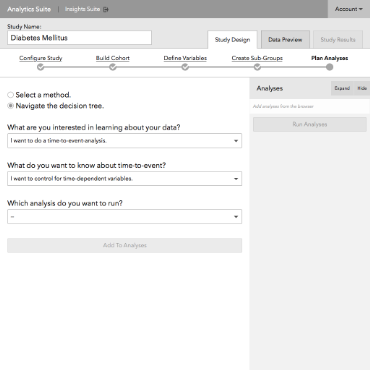 Analytics Suite | Insights Suite Account
Study Name:
Diabetes Mellitus
Study Design Data Preview Study Results
Configure Study Build Cohort Define Variables Create Sub-Groups Plan Analyses
Select a method.
Navigate the decision tree.
Analyses Expand Hide
Add analyses from the browser
Run Analyses
What are you interested in learning about your data?
I want to do a time-to-event analysis.
What do you want to know about time-to-event?
I want to control for time-dependent variables.
Which analysis do you want to run?
–
Add To Analyses